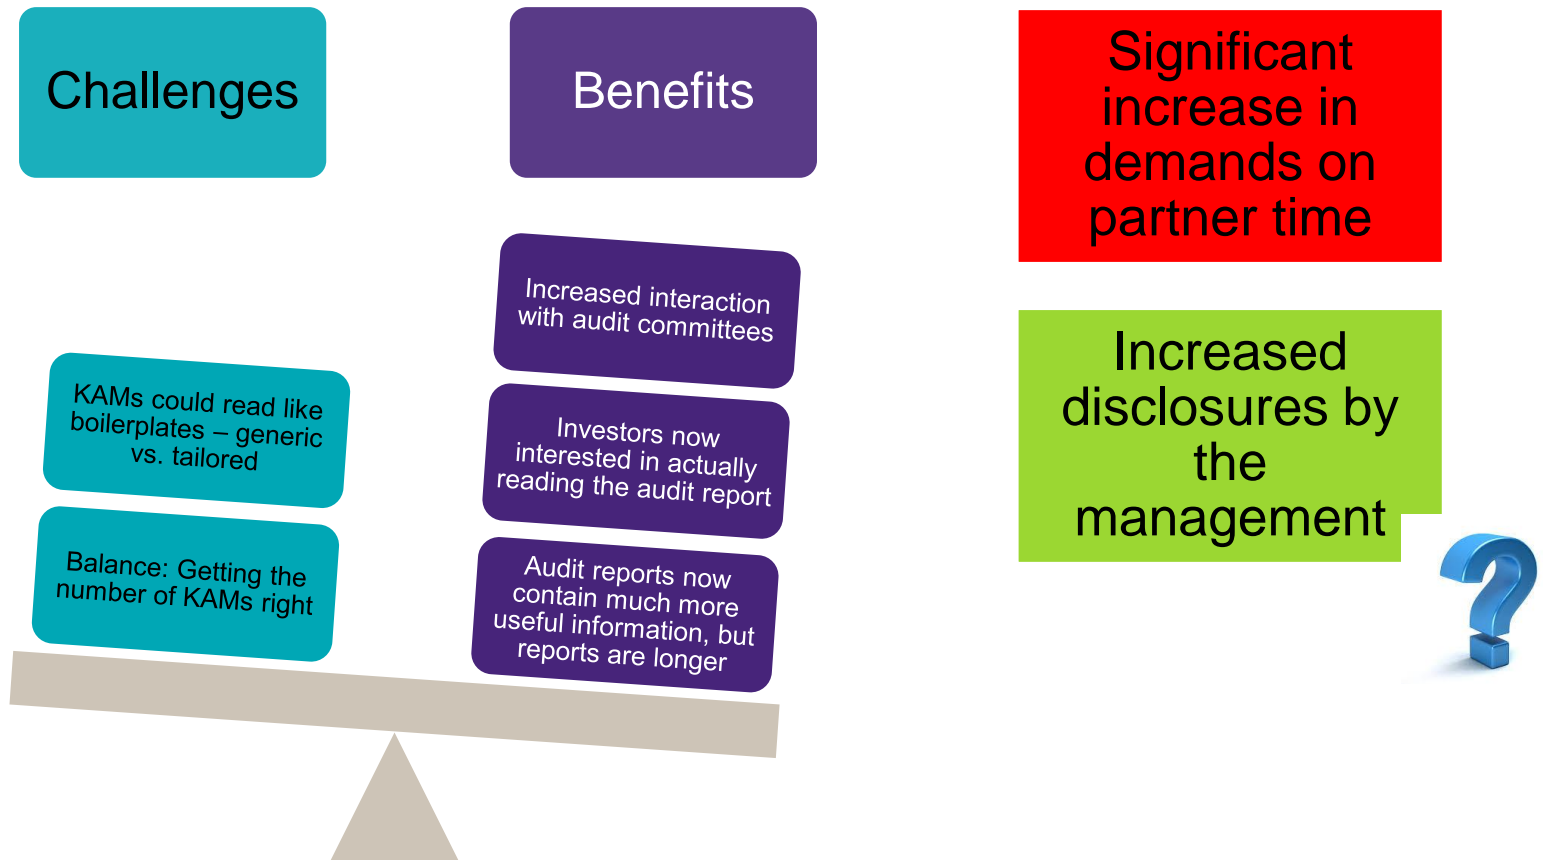 Challenges
Benefits
KAMs could read like
boilerplates – generic
vs. tailored
Balance: Getting the
number of KAMs right
Increased interaction
with audit committees
Investors now
interested in actually
reading the audit report
Audit reports now
contain much more
useful information, but
reports are longer
Significant
increase in
demands on
partner time
Increased
disclosures by
the
management
?